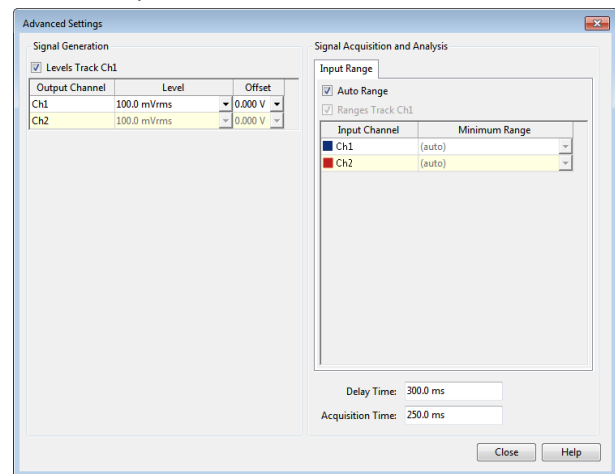 Advanced Settings
Signal Generation
Levels Track Ch1
Output Channel Level Offset
Ch1 100.0 mVrms 0.000 V
Ch2 100.0 mVrms 0.000 V
Signal Acquisition and Analysis
Input Range
Auto Range
Ranges Track Ch1
Input Channel Minimum Range
Ch1 (auto)
Ch2 (auto)
Delay Time: 300.0 ms
Acquisition Time: 250.0 ms
Close Help